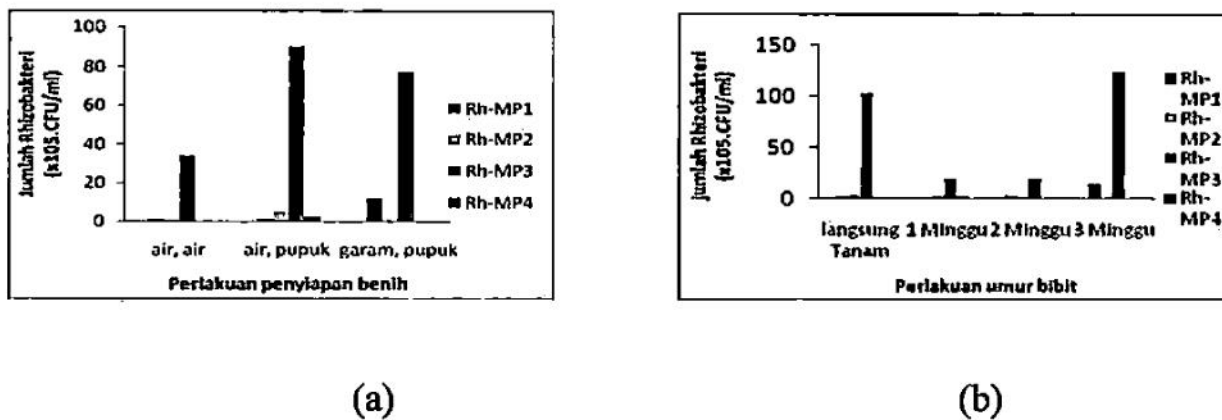 Jumlah Rhizobakteri
(x105.CFU/ml)
100
80
60
40
20
0
air, air
air, pupuk
garam, pupuk
Perlakuan penyiapan benih
Rh-MP1
Rh-MP2
Rh-MP3
Rh-MP4
(a)
jumlah Rhizobakteri
(x105.CFU/ml)
150
100
50
0
langsung
Tanam
1 Minggu
2 Minggu
3 Minggu
Perlakuan umur bibit
Rh-
MP1
Rh-
MP2
Rh-
MP3
Rh-
MP4
(b)